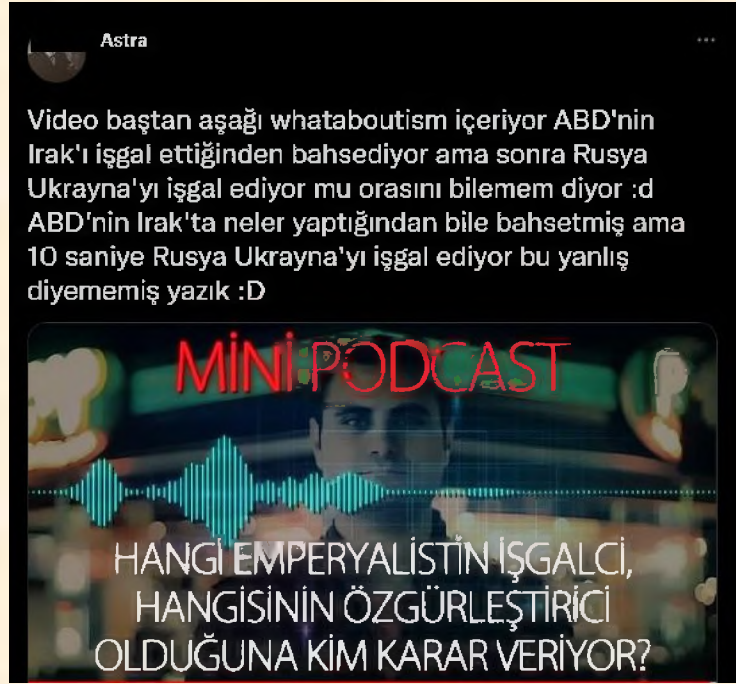 Astra
Video baştan aşağı whataboutism içeriyor ABD'nin
Irak'ı işgal ettiğinden bahsediyor ama sonra Rusya
Ukrayna'yı işgal ediyor mu orasını bilemem diyor :d
ABD'nin Irak'ta neler yaptığından bile bahsetmiş ama
10 saniye Rusya Ukrayna'yı işgal ediyor bu yanlış
diyememiş yazık :D
MİNİ PODCAST
HANGİ EMPERYALİSTİN İŞGALCİ,
HANGİSİNİN ÖZGÜRLEŞTİRİCİ
OLDUĞUNA KİM KARAR VERİYOR?